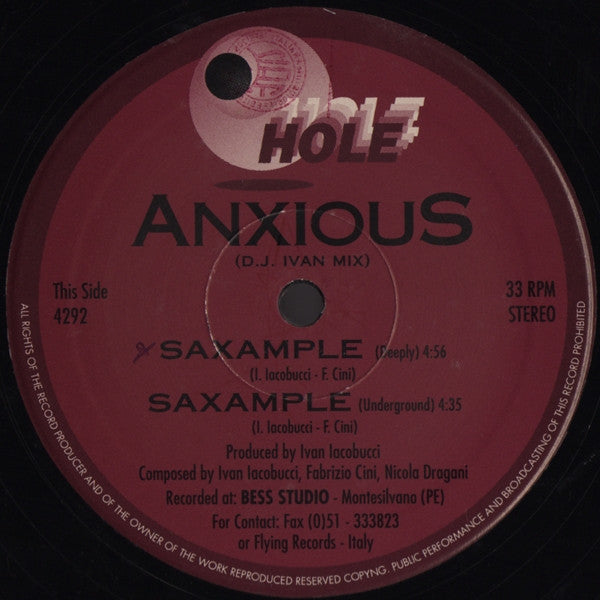 HOLE
ANXIOUS
(D.J. IVAN MIX)
This Side
4292
33 RPM
STEREO
SAXAMPLE (Deeply) 4:56
(I. Iacobucci - F. Cini)
SAXAMPLE (Underground) 4:35
(I. Iacobucci - F. Cini)
Produced by Ivan Iacobucci
Composed by Ivan Iacobucci, Fabrizio Cini, Nicola Dragani
Recorded at: BESS STUDIO - Montesilvano (PE)
For Contact: Fax (0)51 - 333823
or Flying Records - Italy
ALL RIGHTS OF THE RECORD PRODUCER AND OF THE OWNER OF THE WORK REPRODUCED RESERVED COPYNG. PUBLIC PERFORMANCE AND BROADCASTING OF THIS RECORD PROHIBITED